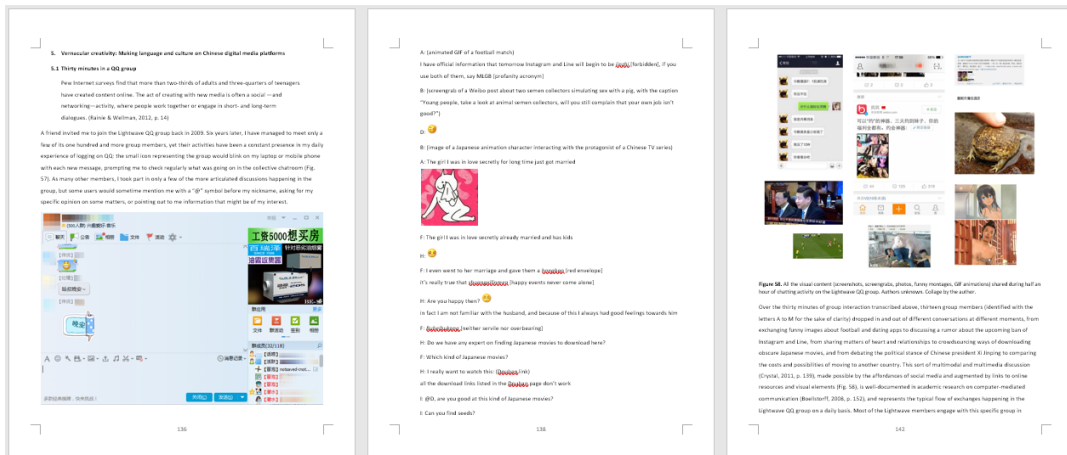 5. Vernacular creativity: Making language and culture on Chinese digital media platforms
5.1 Thirty minutes in a QQ group
Pew Internet surveys find that more than two-thirds of adults and three-quarters of teenagers
have created content online. The act of creating with new media is often a social —and
networking—activity, where people work together or engage in short- and long-term
dialogues. (Rainie & Wellman, 2012, p. 14)
A friend invited me to join the Lightwave QQ group back in 2009. Six years later, I have managed to meet only a
few of its one hundred and more group members, yet their activities have been a constant presence in my daily
experience of logging on QQ: the small icon representing the group would blink on my laptop or mobile phone
with each new message, prompting me to check regularly what was going on in the collective chatroom (Fig.
57). As many other members, I took part in only a few of the more articulated discussions happening in the
group, but some users would sometime mention me with a "@" symbol before my nickname, asking for my
specific opinion on some matters, or pointing out to me information that might be of my interest.
工资5000想买房
晚安
136
A: (animated GIF of a football match)
I have official information that tomorrow Instagram and Line will begin to be [forbidden], if you
use both of them, say MLGB [profanity acronym]
B: (screengrab of a Weibo post about two semen collectors simulating sex with a pig, with the caption
"Young people, take a look at animal semen collectors, will you still complain that your own job isn't
good?")
D:
B: (image of a Japanese animation character interacting with the protagonist of a Chinese TV series)
A: The girl I was in love secretly for long time just got married
F: The girl I was in love secretly already married and has kids
H:
F: I even went to her marriage and gave them a hongbao [red envelope]
It's really true that [happy events never come alone]
H: Are you happy then?
In fact I am not familiar with the husband, and because of this I always had good feelings towards him
F: [neither servile nor overbearing]
H: Do we have any expert on finding Japanese movies to download here?
F: Which kind of Japanese movies?
H: I really want to watch this: (Douban link)
all the download links listed in the Douban page don't work
I: @D, are you good at this kind of Japanese movies?
I: Can you find seeds?
138
Figure 58. All the visual content (screenshots, screengrabs, photos, funny montages, GIF animations) shared during half an
hour of chatting activity on the Lightwave QQ group. Authors unknown. Collage by the author.
Over the thirty minutes of group interaction transcribed above, thirteen group members (identified with the
letters A to M for the sake of clarity) dropped in and out of different conversations at different moments, from
exchanging funny images about football and dating apps to discussing a rumor about the upcoming ban of
Instagram and Line, from sharing matters of heart and relationships to crowdsourcing ways of downloading
obscure Japanese movies, and from debating the political stance of Chinese president Xi Jinping to comparing
the costs and possibilities of moving to another country. This sort of multimodal and multimedia discussion
(Crystal, 2011, p. 139), made possible by the affordances of social media and augmented by links to online
resources and visual elements (Fig. 58), is well-documented in academic research on computer-mediated
communication (Boellstorff, 2008, p. 152), and represents the typical flow of exchanges happening in the
Lightwave QQ group on a daily basis. Most of the Lightwave members engage with this specific group in
143